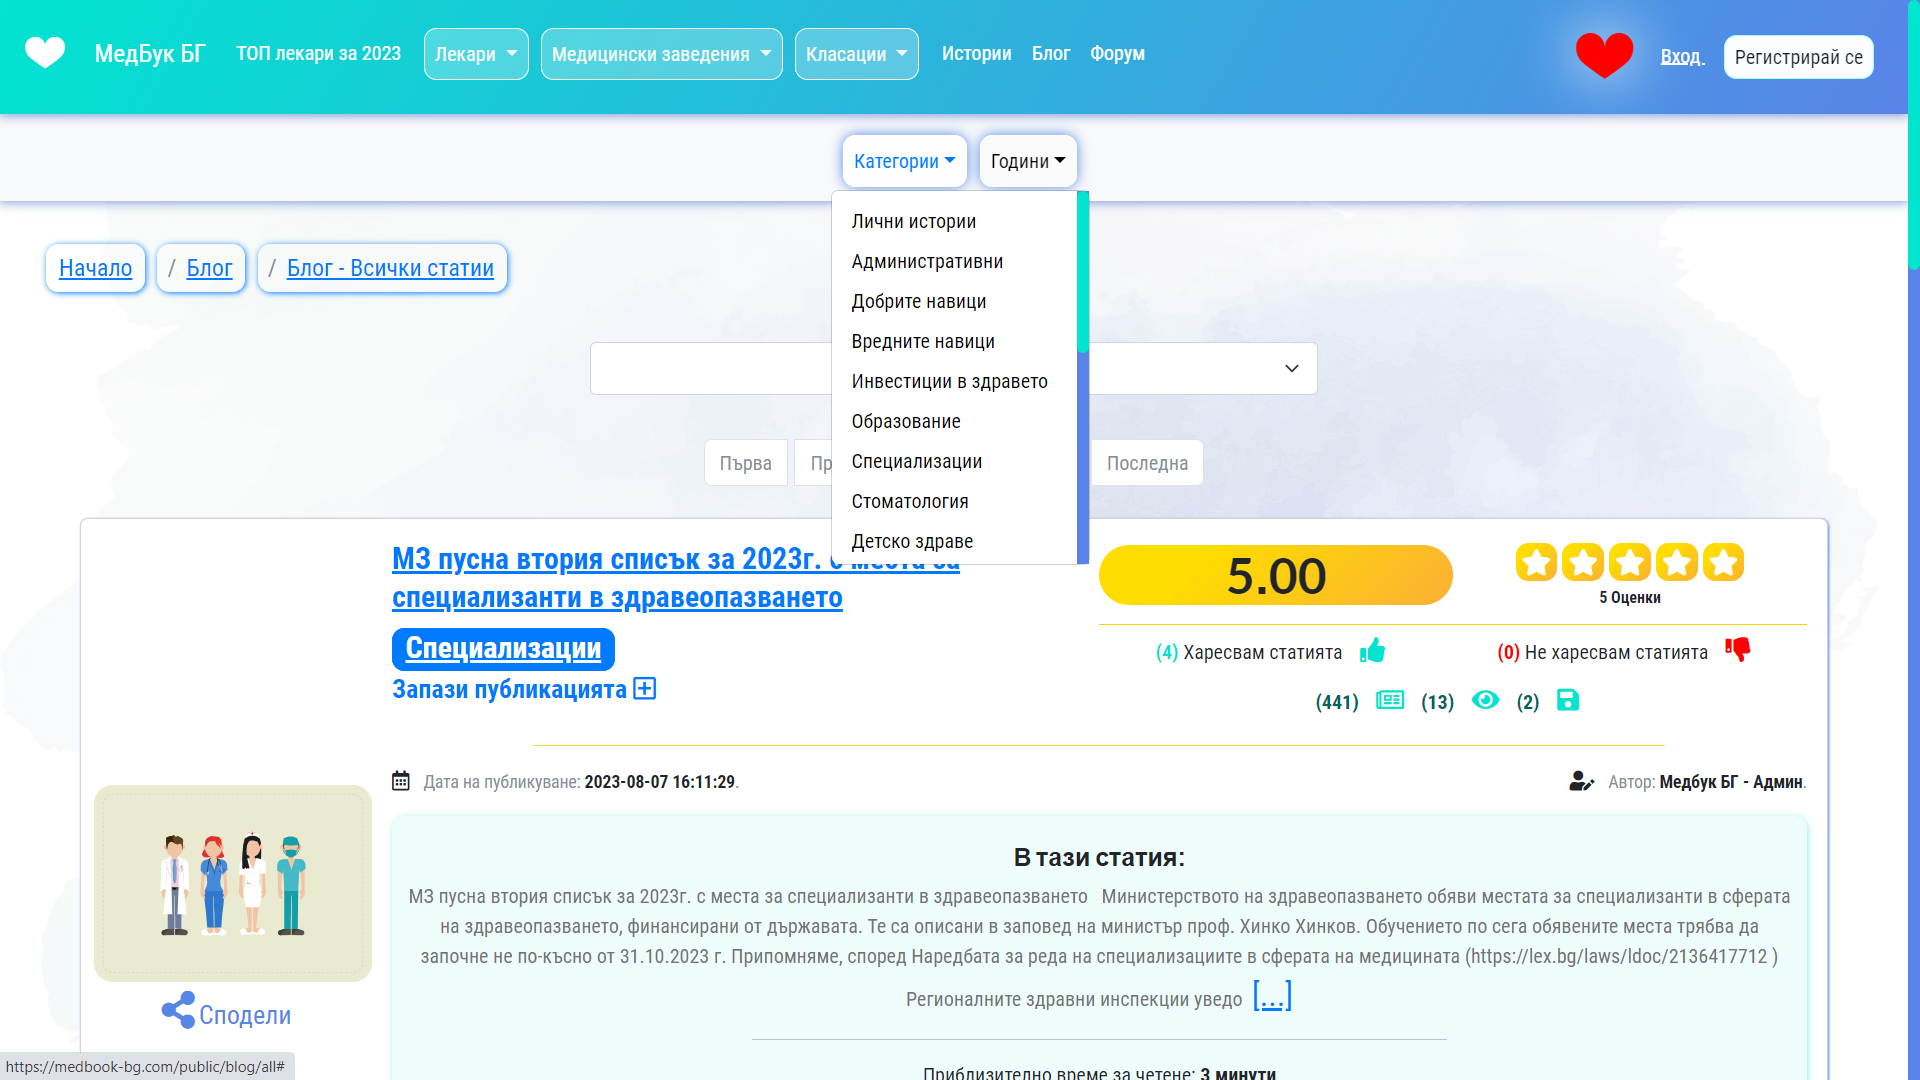 МедБук БГ ТОП лекари за 2023 Лекари Медицински заведения Класации Истории Блог Форум Вход Регистрирай се
Категории Години
Лични истории
Административни
Добрите навици
Вредните навици
Инвестиции в здравето
Образование
Специализации
Стоматология
Детско здраве
Начало / Блог / Блог - Всички статии
Първа Пр Последна
МЗ пусна втория списък за 2023г. с места за
специализанти в здравеопазването
Специализации
Запази публикацията
5.00
5 Оценки
(4) Харесвам статията (0) Не харесвам статията
(441) (13) (2)
Дата на публикуване: 2023-08-07 16:11:29. Автор: Медбук БГ - Админ.
Сподели
В тази статия:
МЗ пусна втория списък за 2023г. с места за специализанти в здравеопазването Министерството на здравеопазването обяви местата за специализанти в сферата
на здравеопазването, финансирани от държавата. Те са описани в заповед на министър проф. Хинко Хинков. Обучението по сега обявените места трябва да
започне не по-късно от 31.10.2023 г. Припомняме, според Наредбата за реда на специализациите в сферата на медицината (https://lex.bg/laws/ldoc/2136417712 )
Регионалните здравни инспекции уведо [...]
Приблизително време за четене: 3 минути
https://medbook-bg.com/public/blog/all#